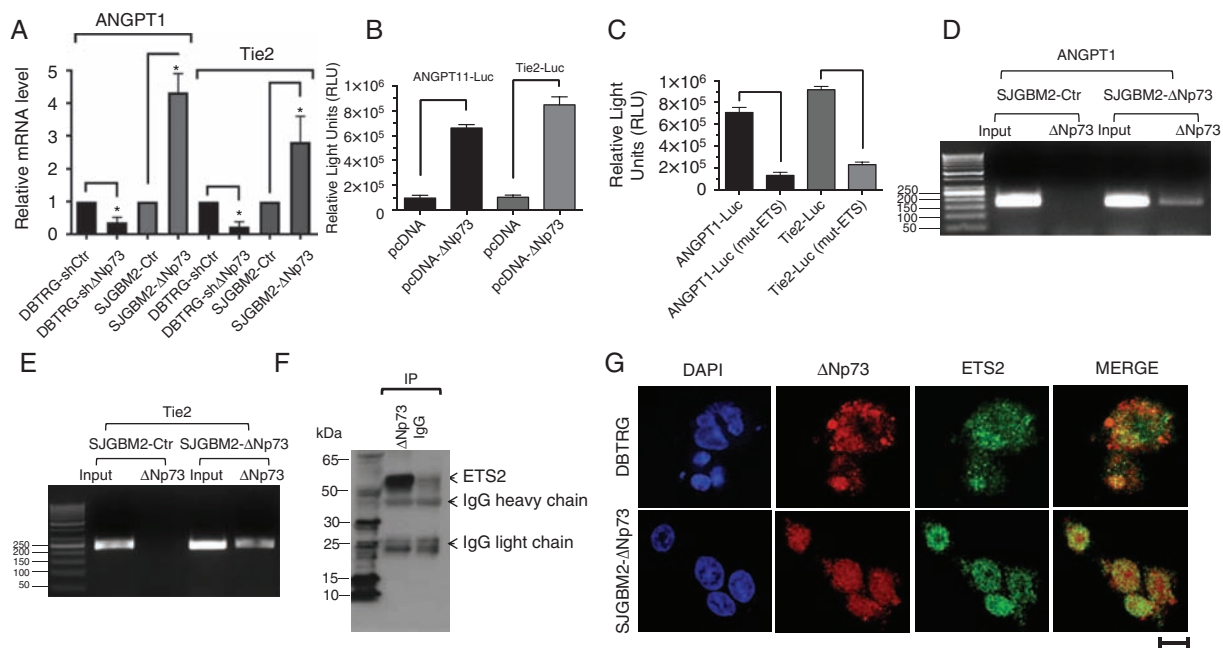 A
ANGPT1
Tie2
Relative mRNA level
5
4
3
2
1
0
*
*
*
*
DBTRG-shCtr
DBTRG-shΔNp73
SJGBM2-Ctr
SJGBM2-ΔNp73
DBTRG-shCtr
DBTRG-shΔNp73
SJGBM2-Ctr
SJGBM2-ΔNp73
B
Relative Light Units (RLU)
1×10⁶
8×10⁵
6×10⁵
4×10⁵
2×10⁵
0
ANGPT11-Luc
Tie2-Luc
pcDNA
pcDNA-ΔNp73
pcDNA
pcDNA-ΔNp73
C
Relative Light
Units (RLU)
1×10⁶
8×10⁵
6×10⁵
4×10⁵
2×10⁵
0
ANGPT1-Luc
ANGPT1-Luc (mut-ETS)
Tie2-Luc
Tie2-Luc (mut-ETS)
D
ANGPT1
SJGBM2-Ctr SJGBM2-ΔNp73
Input ΔNp73 Input ΔNp73
250
200
150
100
50
E
Tie2
SJGBM2-Ctr SJGBM2-ΔNp73
Input ΔNp73 Input ΔNp73
250
200
150
100
50
F
IP
ΔNp73
IgG
kDa
65
50
30
25
15
10
ETS2
IgG heavy chain
IgG light chain
G
DAPI ΔNp73 ETS2 MERGE
DBTRG
SJGBM2-ΔNp73